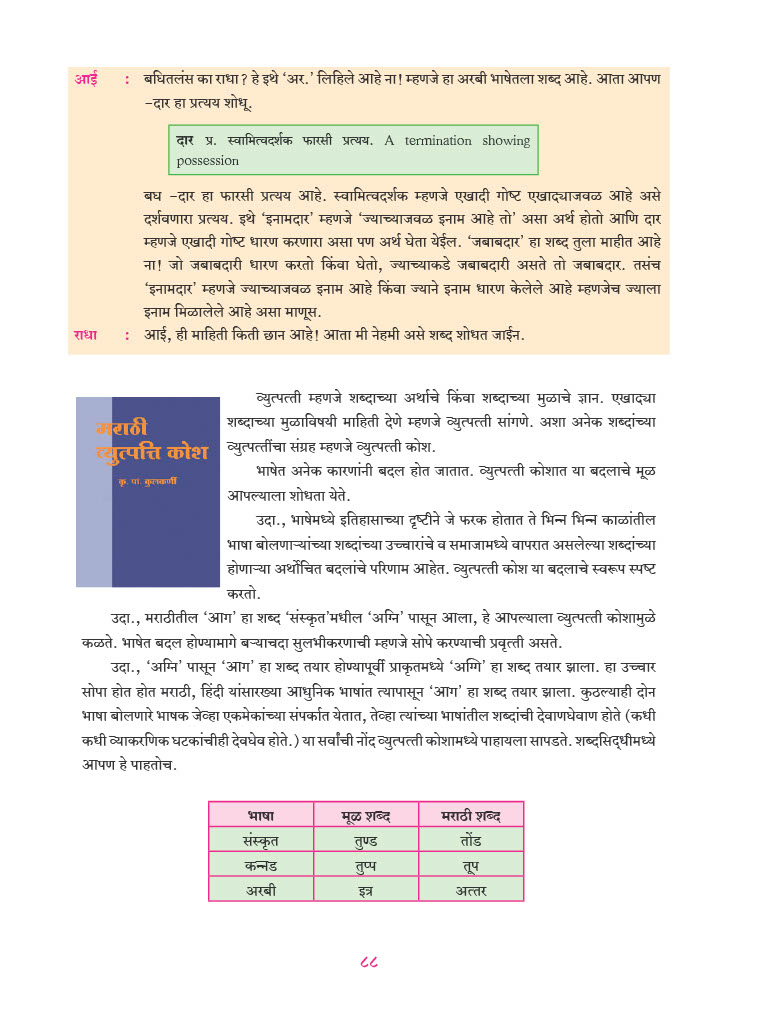 आई : बघितलंस का राधा? हे इथे ‘अर.’ लिहिले आहे ना! म्हणजे हा अरबी भाषेतला शब्द आहे. आता आपण
-दार हा प्रत्यय शोधू.
दार प्र. स्वामित्वदर्शक फारसी प्रत्यय. A termination showing
possession
बघ -दार हा फारसी प्रत्यय आहे. स्वामित्वदर्शक म्हणजे एखादी गोष्ट एखाद्याजवळ आहे असे
दर्शवणारा प्रत्यय. इथे ‘इनामदार’ म्हणजे ‘ज्याच्याजवळ इनाम आहे तो’ असा अर्थ होतो आणि दार
म्हणजे एखादी गोष्ट धारण करणारा असा पण अर्थ घेता येईल. ‘जबाबदार’ हा शब्द तुला माहीत आहे
ना! जो जबाबदारी धारण करतो किंवा घेतो, ज्याच्याकडे जबाबदारी असते तो जबाबदार. तसंच
‘इनामदार’ म्हणजे ज्याच्याजवळ इनाम आहे किंवा ज्याने इनाम धारण केलेले आहे म्हणजेच ज्याला
इनाम मिळालेले आहे असा माणूस.
राधा : आई, ही माहिती किती छान आहे! आता मी नेहमी असे शब्द शोधत जाईन.
मराठी
व्युत्पत्ति कोश
कृ. पां. कुलकर्णी
व्युत्पत्ती म्हणजे शब्दाच्या अर्थाचे किंवा शब्दाच्या मुळाचे ज्ञान. एखाद्या
शब्दाच्या मुळाविषयी माहिती देणे म्हणजे व्युत्पत्ती सांगणे. अशा अनेक शब्दांच्या
व्युत्पत्तींचा संग्रह म्हणजे व्युत्पत्ती कोश.
भाषेत अनेक कारणांनी बदल होत जातात. व्युत्पत्ती कोशात या बदलाचे मूळ
आपल्याला शोधता येते.
उदा., भाषेमध्ये इतिहासाच्या दृष्टीने जे फरक होतात ते भिन्न भिन्न काळांतील
भाषा बोलणाऱ्यांच्या शब्दांच्या उच्चारांचे व समाजामध्ये वापरात असलेल्या शब्दांच्या
होणाऱ्या अर्थोचित बदलांचे परिणाम आहेत. व्युत्पत्ती कोश या बदलाचे स्वरूप स्पष्ट
करतो.
उदा., मराठीतील ‘आग’ हा शब्द ‘संस्कृत’मधील ‘अग्नि’ पासून आला, हे आपल्याला व्युत्पत्ती कोशामुळे
कळते. भाषेत बदल होण्यामागे बऱ्याचदा सुलभीकरणाची म्हणजे सोपे करण्याची प्रवृत्ती असते.
उदा., ‘अग्नि’ पासून ‘आग’ हा शब्द तयार होण्यापूर्वी प्राकृतमध्ये ‘अग्गि’ हा शब्द तयार झाला. हा उच्चार
सोपा होत होत मराठी, हिंदी यांसारख्या आधुनिक भाषांत त्यापासून ‘आग’ हा शब्द तयार झाला. कुठल्याही दोन
भाषा बोलणारे भाषक जेव्हा एकमेकांच्या संपर्कात येतात, तेव्हा त्यांच्या भाषांतील शब्दांची देवाणघेवाण होते (कधी
कधी व्याकरणिक घटकांचीही देवघेव होते.) या सर्वांची नोंद व्युत्पत्ती कोशामध्ये पाहायला सापडते. शब्दसिद्धीमध्ये
आपण हे पाहतोच.
भाषा मूळ शब्द मराठी शब्द
संस्कृत तुण्ड तोंड
कन्नड तुप्प तूप
अरबी इत्र अत्तर
८८